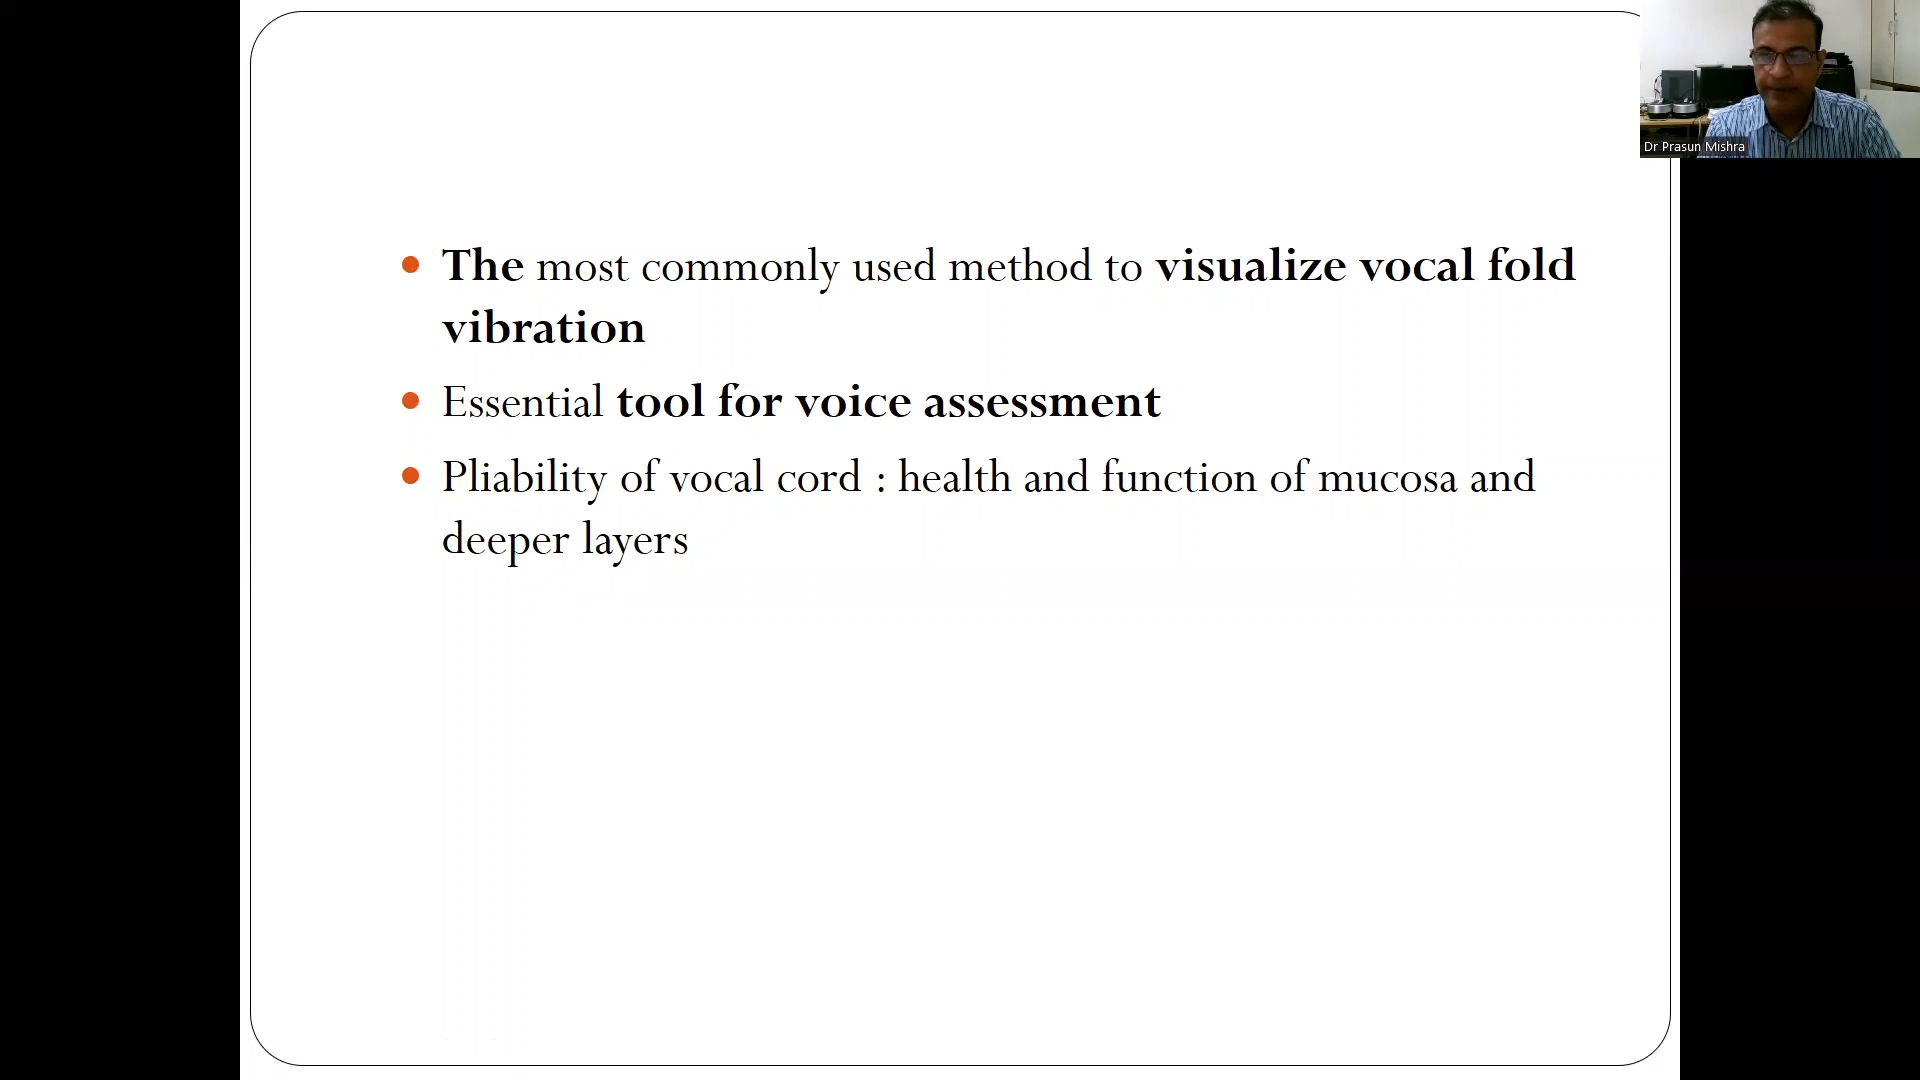 The most commonly used method to visualize vocal fold
vibration
Essential tool for voice assessment
Pliability of vocal cord : health and function of mucosa and
deeper layers
Dr Prasun Mishra